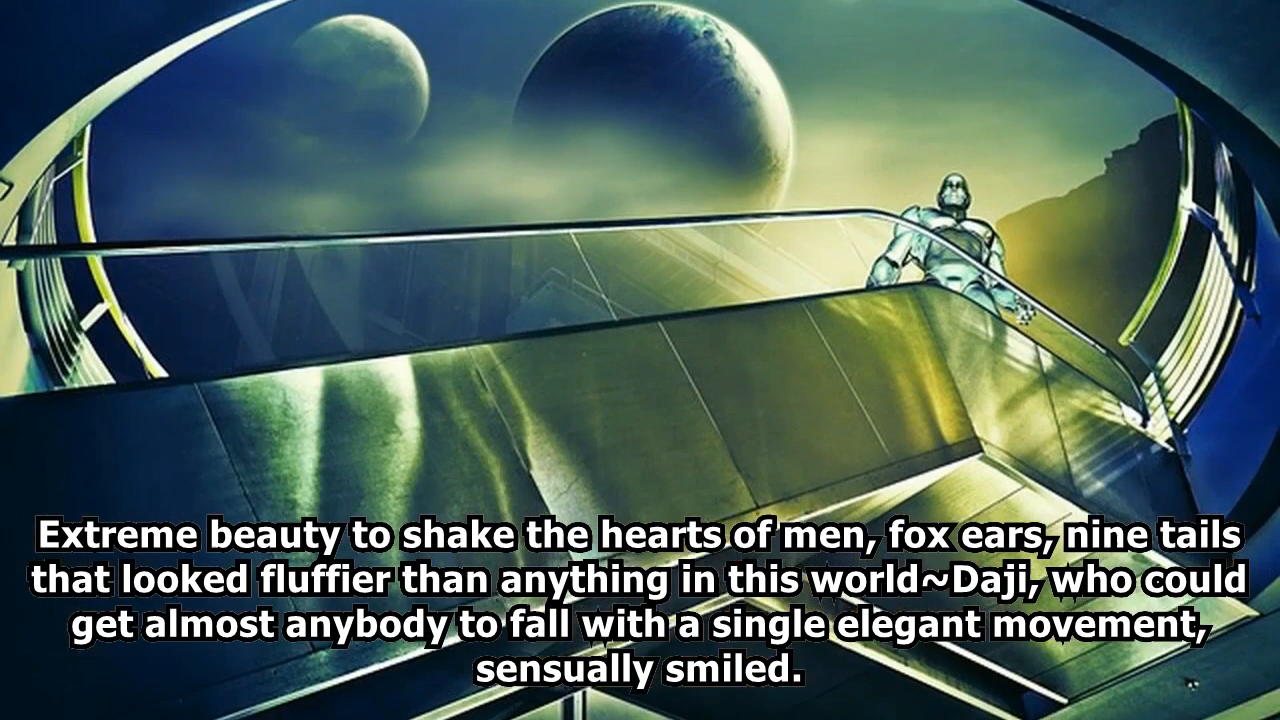 Extreme beauty to shake the hearts of men, fox ears, nine tails
that looked fluffier than anything in this world~Daji, who could
get almost anybody to fall with a single elegant movement,
sensually smiled.